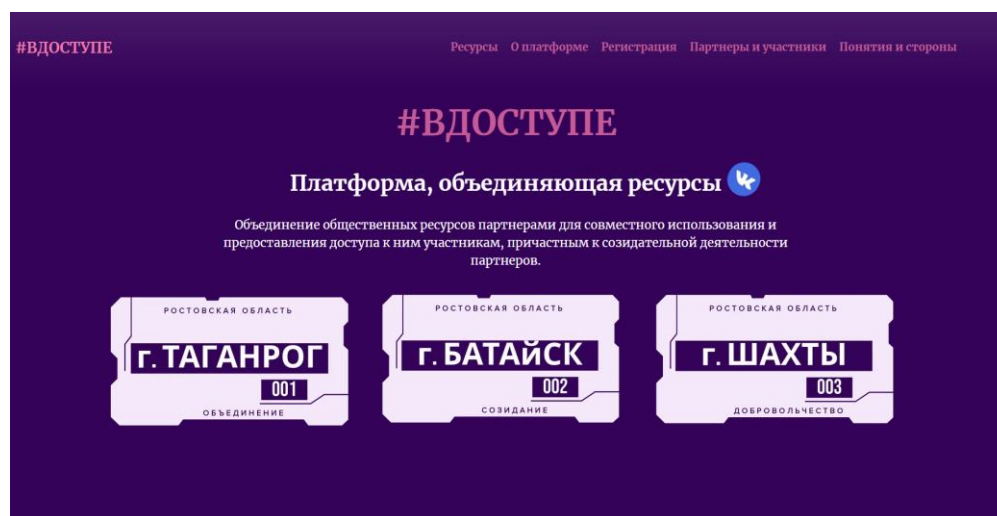 #ВДОСТУПЕ
Ресурсы О платформе Регистрация Партнеры и участники Понятия и стороны
#ВДОСТУПЕ
Платформа, объединяющая ресурсы
Объединение общественных ресурсов партнерами для совместного использования и
предоставления доступа к ним участникам, причастным к созидательной деятельности
партнеров.
РОСТОВСКАЯ ОБЛАСТЬ
г. ТАГАНРОГ
001
ОБЪЕДИНЕНИЕ
РОСТОВСКАЯ ОБЛАСТЬ
г. БАТАЙСК
002
СОЗИДАНИЕ
РОСТОВСКАЯ ОБЛАСТЬ
г. ШАХТЫ
003
ДОБРОВОЛЬЧЕСТВО